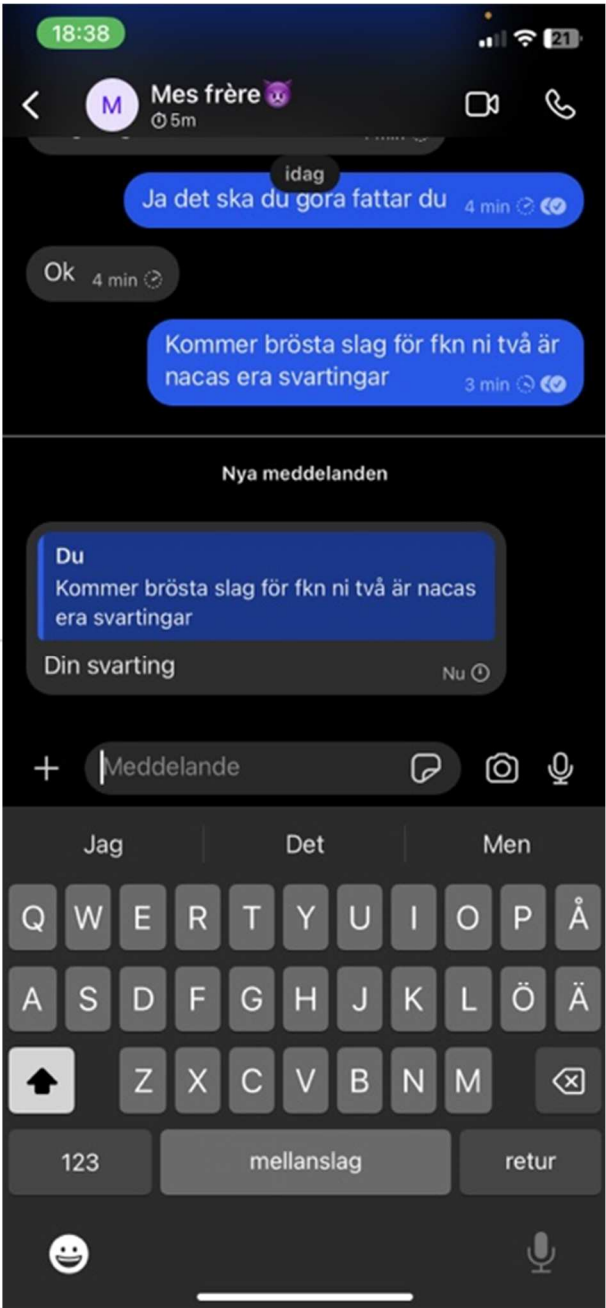 18:38
21
M
Mes frère😈
5m
idag
Ja det ska du göra fattar du 4 min
Ok 4 min
Kommer brösta slag för fkn ni två är
nacas era svartingar 3 min
Nya meddelanden
Du
Kommer brösta slag för fkn ni två är nacas
era svartingar
Din svarting Nu
Meddelande
Jag Det Men
Q W E R T Y U I O P Å
A S D F G H J K L Ö Ä
Z X C V B N M
123 mellanslag retur